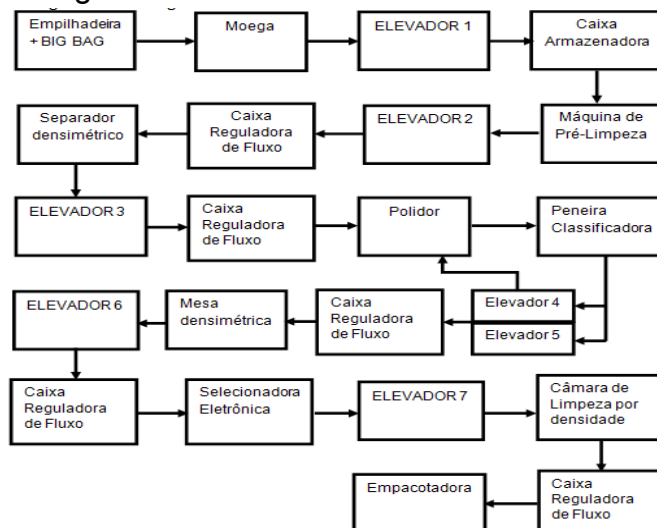 Empilhadeira
+ BIG BAG
Moega
ELEVADOR 1
Caixa
Armazenadora
Separador
densimétrico
Caixa
Reguladora
de Fluxo
ELEVADOR 2
Máquina de
Pré-Limpeza
ELEVADOR 3
Caixa
Reguladora
de Fluxo
Polidor
Peneira
Classificadora
ELEVADOR 6
Mesa
densimétrica
Caixa
Reguladora
de Fluxo
Elevador 4
Elevador 5
Caixa
Reguladora
de Fluxo
Selecionadora
Eletrônica
ELEVADOR 7
Câmara de
Limpeza por
densidade
Empacotadora
Caixa
Reguladora
de Fluxo